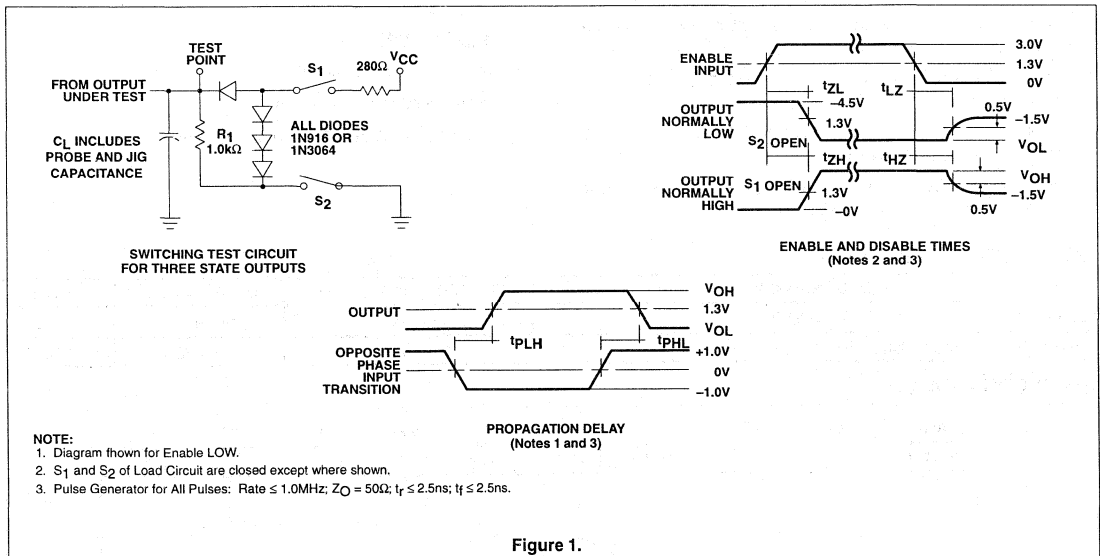 TEST
POINT
FROM OUTPUT
UNDER TEST
S1
280Ω
VCC
CL INCLUDES
PROBE AND JIG
CAPACITANCE
R1
1.0kΩ
ALL DIODES
1N916 OR
1N3064
S2
SWITCHING TEST CIRCUIT
FOR THREE STATE OUTPUTS
ENABLE
INPUT
3.0V
1.3V
0V
tZL
tLZ
OUTPUT
NORMALLY
LOW
–4.5V
1.3V
S2 OPEN
0.5V
–1.5V
VOL
tZH
tHZ
OUTPUT
NORMALLY
HIGH
S1 OPEN
1.3V
–0V
VOH
–1.5V
0.5V
ENABLE AND DISABLE TIMES
(Notes 2 and 3)
OUTPUT
VOH
1.3V
VOL
tPLH
tPHL
OPPOSITE
PHASE
INPUT
TRANSITION
+1.0V
0V
–1.0V
PROPAGATION DELAY
(Notes 1 and 3)
NOTE:
1. Diagram fhown for Enable LOW.
2. S1 and S2 of Load Circuit are closed except where shown.
3. Pulse Generator for All Pulses: Rate ≤ 1.0MHz; ZO = 50Ω; tr ≤ 2.5ns; tf ≤ 2.5ns.
Figure 1.